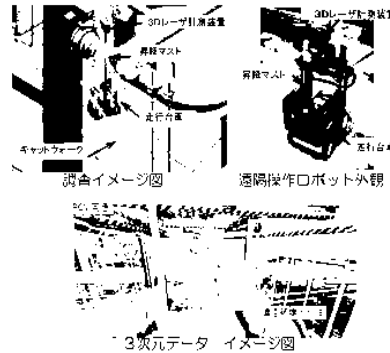 3Dレーザ計測装置
昇降マスト
走行台車
キャットウォーク
調査イメージ図
3Dレーザ計測装置
昇降マスト
走行台車
遠隔操作ロボット外観
3次元データ イメージ図